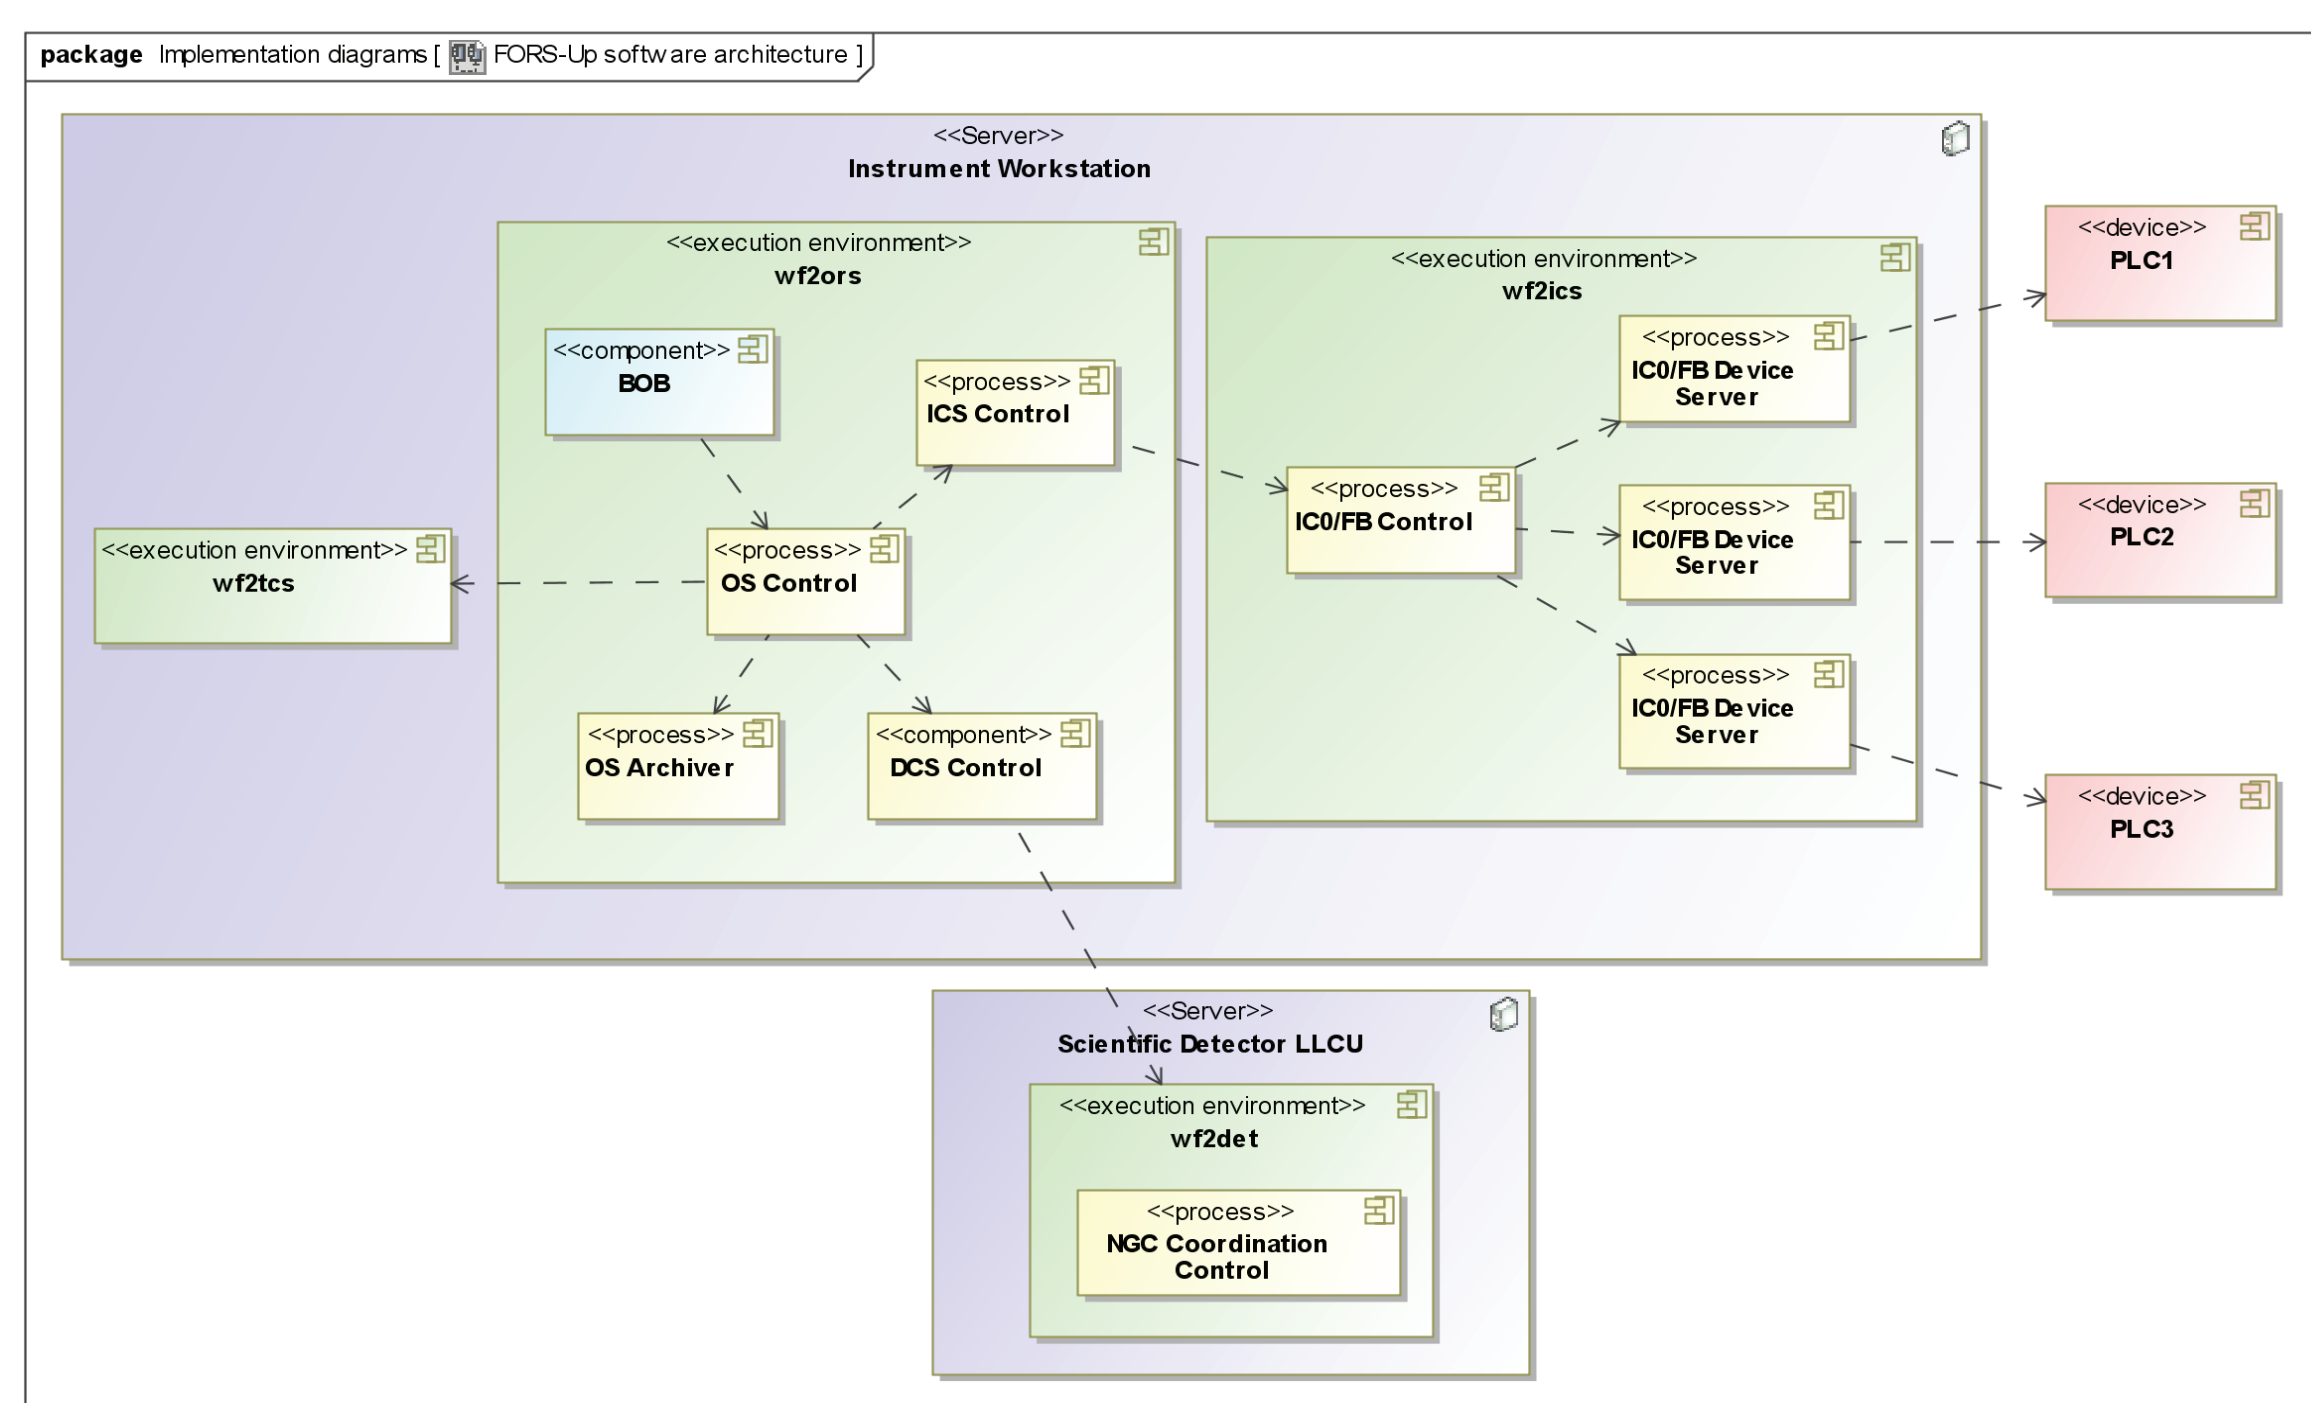 package Implementation diagrams [ FORS-Up software architecture ]
<<Server>>
Instrument Workstation
<<execution environment>>
wf2ors
<<component>>
BOB
<<process>>
ICS Control
<<execution environment>>
wf2tcs
<<process>>
OS Control
<<process>>
OS Archiver
<<component>>
DCS Control
<<execution environment>>
wf2ics
<<process>>
IC0/FB Control
<<process>>
IC0/FB Device
Server
<<process>>
IC0/FB Device
Server
<<process>>
IC0/FB Device
Server
<<device>>
PLC1
<<device>>
PLC2
<<device>>
PLC3
<<Server>>
Scientific Detector LLCU
<<execution environment>>
wf2det
<<process>>
NGC Coordination
Control